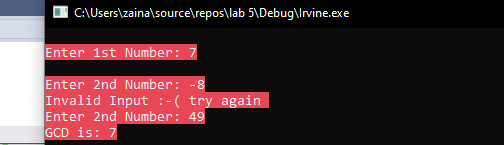 C:\Users\zaina\source\repos\lab 5\Debug\Irvine.exe
Enter 1st Number: 7
Enter 2nd Number: -8
Invalid Input :-( try again
Enter 2nd Number: 49
GCD is: 7